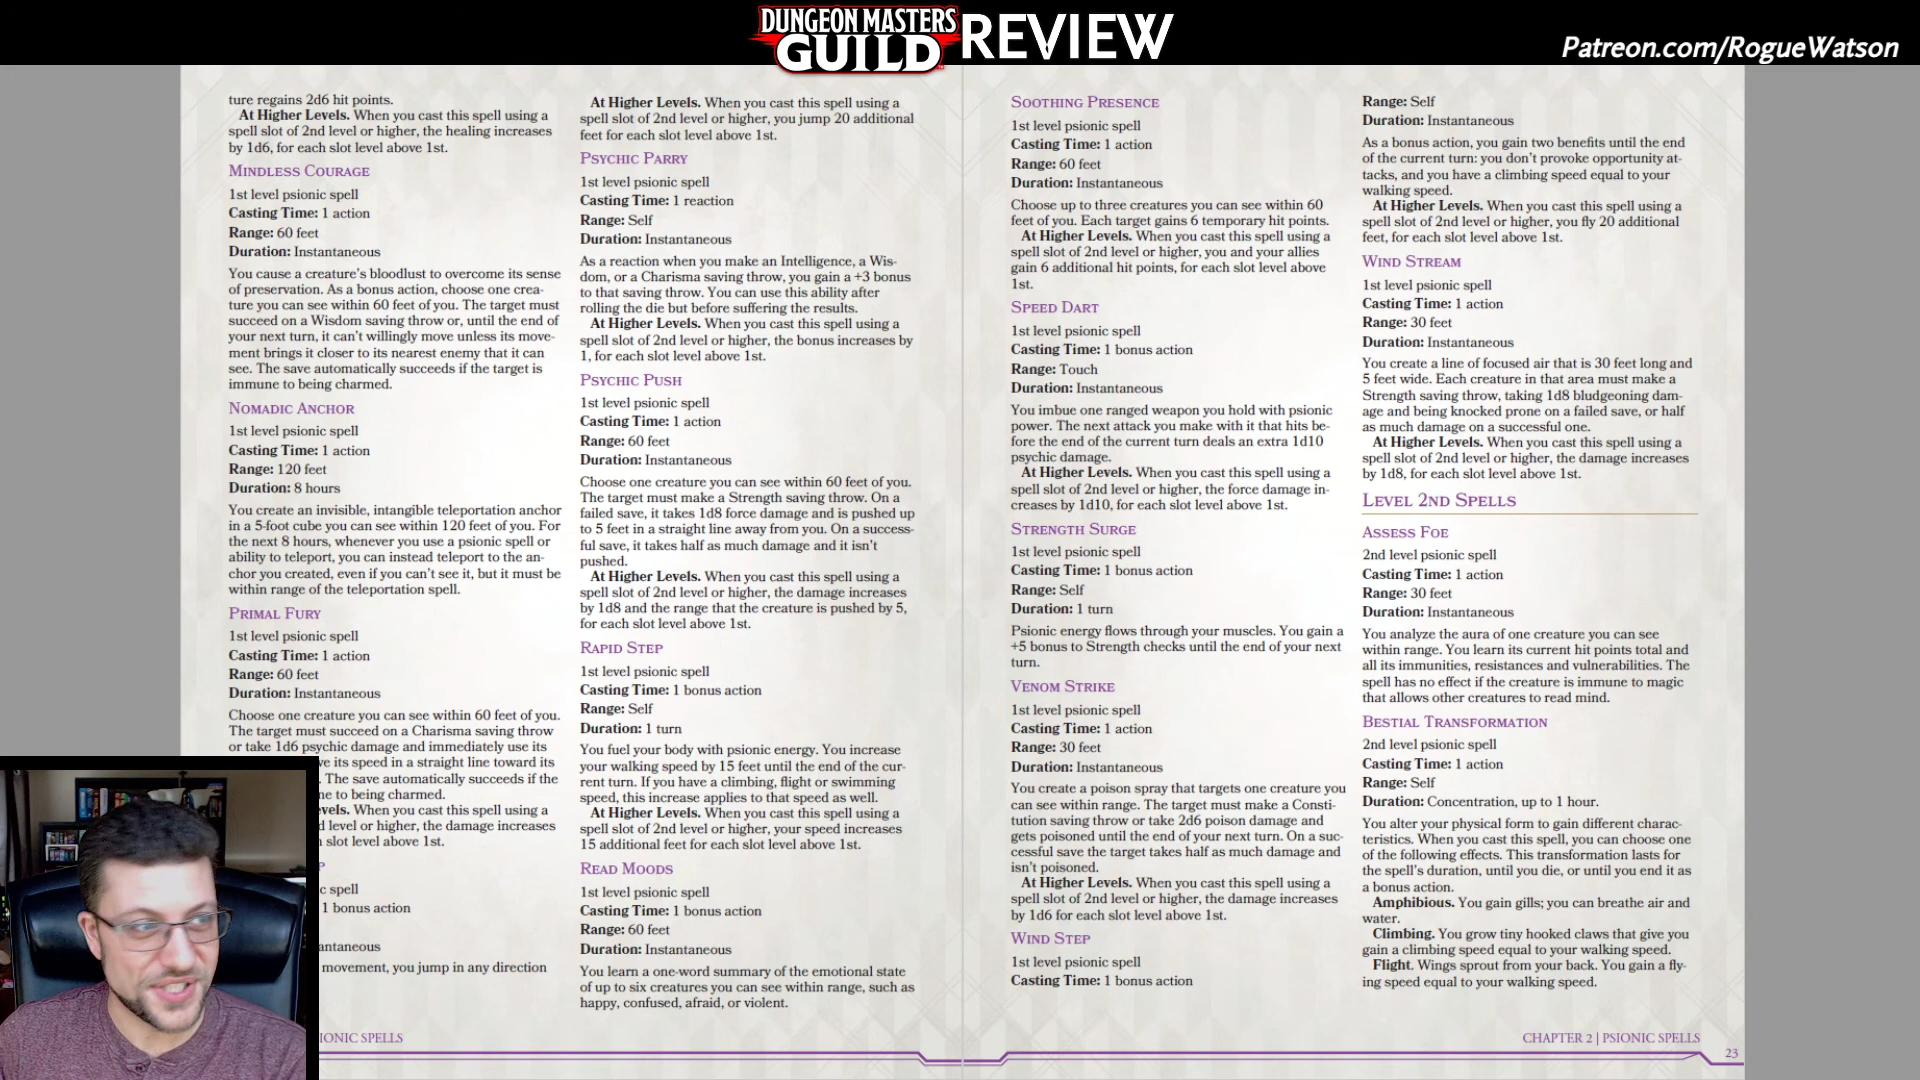 DUNGEON MASTERS
GUILD
REVIEW
Patreon.com/RogueWatson
ture regains 2d6 hit points.
At Higher Levels. When you cast this spell using a
spell slot of 2nd level or higher, the healing increases
by 1d6, for each slot level above 1st.
MINDLESS COURAGE
1st level psionic spell
Casting Time: 1 action
Range: 60 feet
Duration: Instantaneous
You cause a creature's bloodlust to overcome its sense
of preservation. As a bonus action, choose one crea-
ture you can see within 60 feet of you. The target must
succeed on a Wisdom saving throw or, until the end of
your next turn, it can't willingly move unless its move-
ment brings it closer to its nearest enemy that it can
see. The save automatically succeeds if the target is
immune to being charmed.
NOMADIC ANCHOR
1st level psionic spell
Casting Time: 1 action
Range: 120 feet
Duration: 8 hours
You create an invisible, intangible teleportation anchor
in a 5-foot cube you can see within 120 feet of you. For
the next 8 hours, whenever you use a psionic spell or
ability to teleport, you can instead teleport to the an-
chor you created, even if you can't see it, but it must be
within range of the teleportation spell.
PRIMAL FURY
1st level psionic spell
Casting Time: 1 action
Range: 60 feet
Duration: Instantaneous
Choose one creature you can see within 60 feet of you.
The target must succeed on a Charisma saving throw
or take 1d6 psychic damage and immediately use its
ve its speed in a straight line toward its
. The save automatically succeeds if the
ne to being charmed.
vels. When you cast this spell using a
d level or higher, the damage increases
slot level above 1st.
P
c spell
1 bonus action
antaneous
movement, you jump in any direction
At Higher Levels. When you cast this spell using a
spell slot of 2nd level or higher, you jump 20 additional
feet for each slot level above 1st.
PSYCHIC PARRY
1st level psionic spell
Casting Time: 1 reaction
Range: Self
Duration: Instantaneous
As a reaction when you make an Intelligence, a Wis-
dom, or a Charisma saving throw, you gain a +3 bonus
to that saving throw. You can use this ability after
rolling the die but before suffering the results.
At Higher Levels. When you cast this spell using a
spell slot of 2nd level or higher, the bonus increases by
1, for each slot level above 1st.
PSYCHIC PUSH
1st level psionic spell
Casting Time: 1 action
Range: 60 feet
Duration: Instantaneous
Choose one creature you can see within 60 feet of you.
The target must make a Strength saving throw. On a
failed save, it takes 1d8 force damage and is pushed up
to 5 feet in a straight line away from you. On a success-
ful save, it takes half as much damage and it isn't
pushed.
At Higher Levels. When you cast this spell using a
spell slot of 2nd level or higher, the damage increases
by 1d8 and the range that the creature is pushed by 5,
for each slot level above 1st.
RAPID STEP
1st level psionic spell
Casting Time: 1 bonus action
Range: Self
Duration: 1 turn
You fuel your body with psionic energy. You increase
your walking speed by 15 feet until the end of the cur-
rent turn. If you have a climbing, flight or swimming
speed, this increase applies to that speed as well.
At Higher Levels. When you cast this spell using a
spell slot of 2nd level or higher, your speed increases
15 additional feet for each slot level above 1st.
READ MOODS
1st level psionic spell
Casting Time: 1 bonus action
Range: 60 feet
Duration: Instantaneous
You learn a one-word summary of the emotional state
of up to six creatures you can see within range, such as
happy, confused, afraid, or violent.
SOOTHING PRESENCE
1st level psionic spell
Casting Time: 1 action
Range: 60 feet
Duration: Instantaneous
Choose up to three creatures you can see within 60
feet of you. Each target gains 6 temporary hit points.
At Higher Levels. When you cast this spell using a
spell slot of 2nd level or higher, you and your allies
gain 6 additional hit points, for each slot level above
1st.
SPEED DART
1st level psionic spell
Casting Time: 1 bonus action
Range: Touch
Duration: Instantaneous
You imbue one ranged weapon you hold with psionic
power. The next attack you make with it that hits be-
fore the end of the current turn deals an extra 1d10
psychic damage.
At Higher Levels. When you cast this spell using a
spell slot of 2nd level or higher, the force damage in-
creases by 1d10, for each slot level above 1st.
STRENGTH SURGE
1st level psionic spell
Casting Time: 1 bonus action
Range: Self
Duration: 1 turn
Psionic energy flows through your muscles. You gain a
+5 bonus to Strength checks until the end of your next
turn.
VENOM STRIKE
1st level psionic spell
Casting Time: 1 action
Range: 30 feet
Duration: Instantaneous
You create a poison spray that targets one creature you
can see within range. The target must make a Consti-
tution saving throw or take 2d6 poison damage and
gets poisoned until the end of your next turn. On a suc-
cessful save the target takes half as much damage and
isn't poisoned.
At Higher Levels. When you cast this spell using a
spell slot of 2nd level or higher, the damage increases
by 1d6 for each slot level above 1st.
WIND STEP
1st level psionic spell
Casting Time: 1 bonus action
Range: Self
Duration: Instantaneous
As a bonus action, you gain two benefits until the end
of the current turn: you don't provoke opportunity at-
tacks, and you have a climbing speed equal to your
walking speed.
At Higher Levels. When you cast this spell using a
spell slot of 2nd level or higher, you fly 20 additional
feet, for each slot level above 1st.
WIND STREAM
1st level psionic spell
Casting Time: 1 action
Range: 30 feet
Duration: Instantaneous
You create a line of focused air that is 30 feet long and
5 feet wide. Each creature in that area must make a
Strength saving throw, taking 1d8 bludgeoning dam-
age and being knocked prone on a failed save, or half
as much damage on a successful one.
At Higher Levels. When you cast this spell using a
spell slot of 2nd level or higher, the damage increases
by 1d8, for each slot level above 1st.
LEVEL 2ND SPELLS
ASSESS FOE
2nd level psionic spell
Casting Time: 1 action
Range: 30 feet
Duration: Instantaneous
You analyze the aura of one creature you can see
within range. You learn its current hit points total and
all its immunities, resistances and vulnerabilities. The
spell has no effect if the creature is immune to magic
that allows other creatures to read mind.
BESTIAL TRANSFORMATION
2nd level psionic spell
Casting Time: 1 action
Range: Self
Duration: Concentration, up to 1 hour.
You alter your physical form to gain different charac-
teristics. When you cast this spell, you can choose one
of the following effects. This transformation lasts for
the spell's duration, until you die, or until you end it as
a bonus action.
Amphibious. You gain gills; you can breathe air and
water.
Climbing. You grow tiny hooked claws that give you
gain a climbing speed equal to your walking speed.
Flight. Wings sprout from your back. You gain a fly-
ing speed equal to your walking speed.
IONIC SPELLS
CHAPTER 2 | PSIONIC SPELLS
23